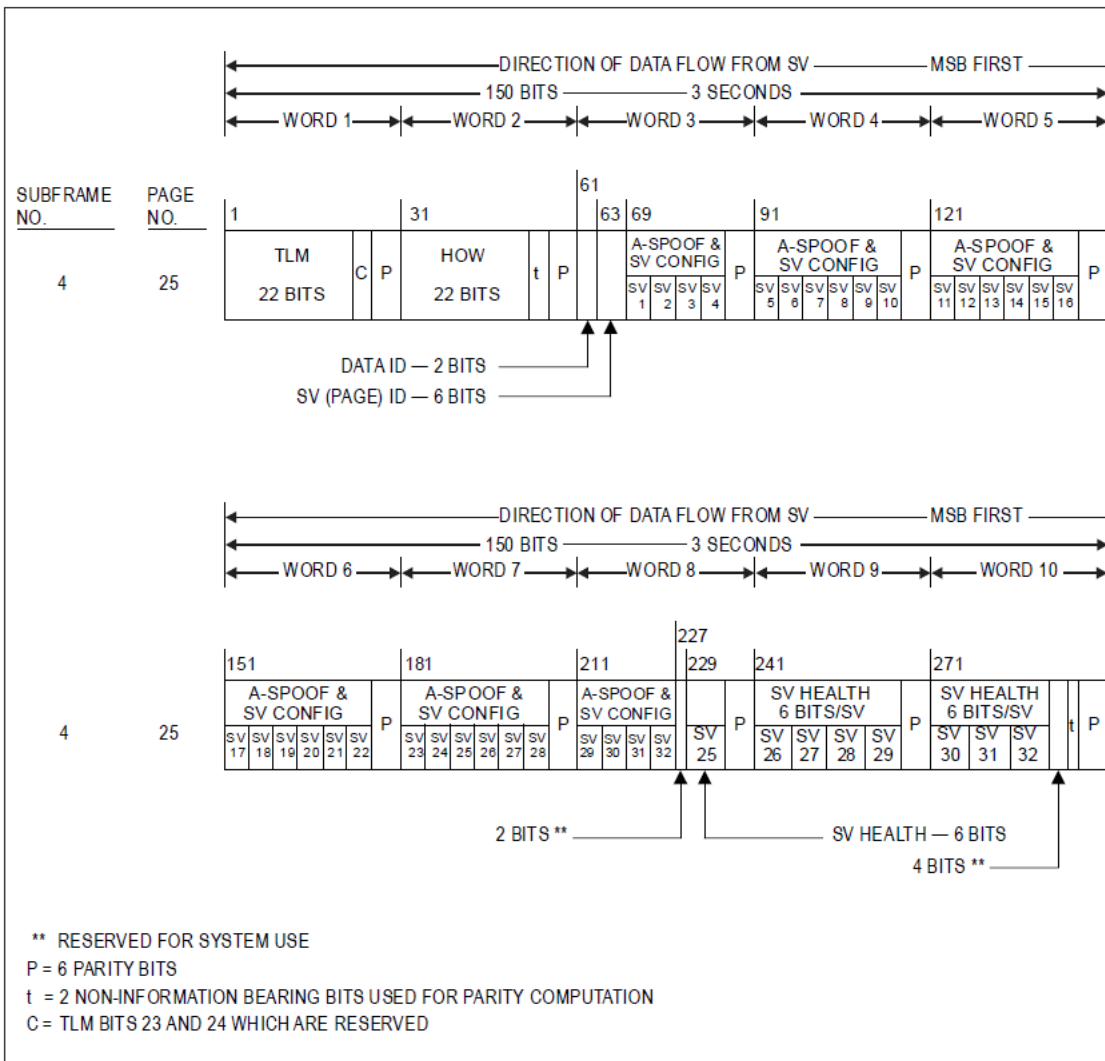 DIRECTION OF DATA FLOW FROM SV MSB FIRST
150 BITS 3 SECONDS
WORD 1 WORD 2 WORD 3 WORD 4 WORD 5
SUBFRAME NO. PAGE NO.
61
1 31 63 69 91 121
4 25
TLM 22 BITS C P
HOW 22 BITS t P
A-SPOOF & SV CONFIG P
SV 1 SV 2 SV 3 SV 4
A-SPOOF & SV CONFIG P
SV 5 SV 6 SV 7 SV 8 SV 9 SV 10
A-SPOOF & SV CONFIG P
SV 11 SV 12 SV 13 SV 14 SV 15 SV 16
DATA ID — 2 BITS
SV (PAGE) ID — 6 BITS
DIRECTION OF DATA FLOW FROM SV MSB FIRST
150 BITS 3 SECONDS
WORD 6 WORD 7 WORD 8 WORD 9 WORD 10
227
151 181 211 229 241 271
4 25
A-SPOOF & SV CONFIG P
SV 17 SV 18 SV 19 SV 20 SV 21 SV 22
A-SPOOF & SV CONFIG P
SV 23 SV 24 SV 25 SV 26 SV 27 SV 28
A-SPOOF & SV CONFIG
SV 29 SV 30 SV 31 SV 32
SV 25 P
SV HEALTH 6 BITS/SV P
SV 26 SV 27 SV 28 SV 29
SV HEALTH 6 BITS/SV t P
SV 30 SV 31 SV 32
2 BITS ** SV HEALTH — 6 BITS
4 BITS **
** RESERVED FOR SYSTEM USE
P = 6 PARITY BITS
t = 2 NON-INFORMATION BEARING BITS USED FOR PARITY COMPUTATION
C = TLM BITS 23 AND 24 WHICH ARE RESERVED